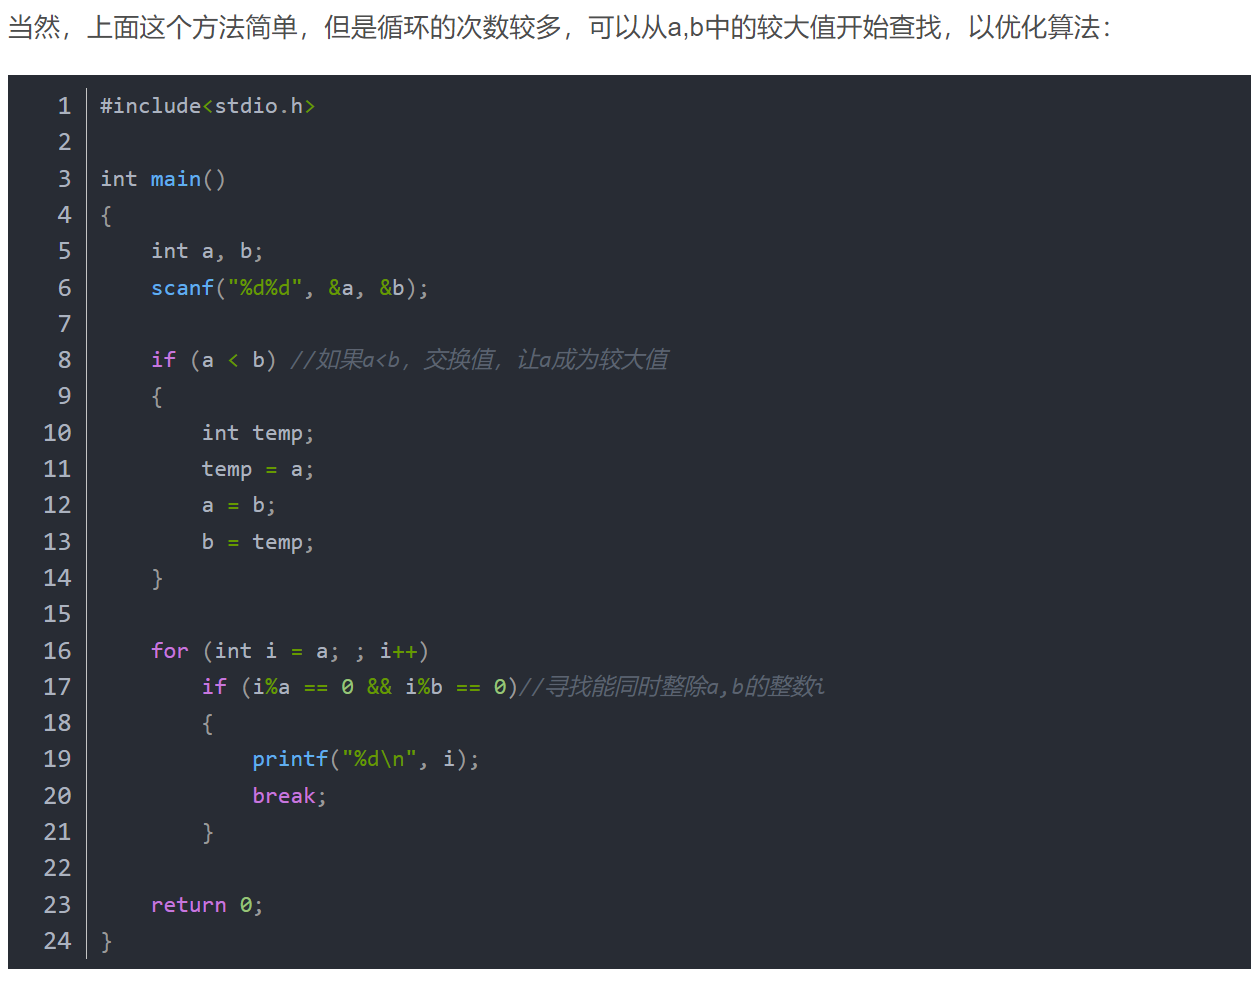 当然，上面这个方法简单，但是循环的次数较多，可以从a,b中的较大值开始查找，以优化算法：
1 #include<stdio.h>
2
3 int main()
4 {
5     int a, b;
6     scanf("%d%d", &a, &b);
7
8     if (a < b) //如果a<b，交换值，让a成为较大值
9     {
10         int temp;
11         temp = a;
12         a = b;
13         b = temp;
14     }
15
16     for (int i = a; ; i++)
17         if (i%a == 0 && i%b == 0)//寻找能同时整除a,b的整数i
18         {
19             printf("%d\n", i);
20             break;
21         }
22
23     return 0;
24 }